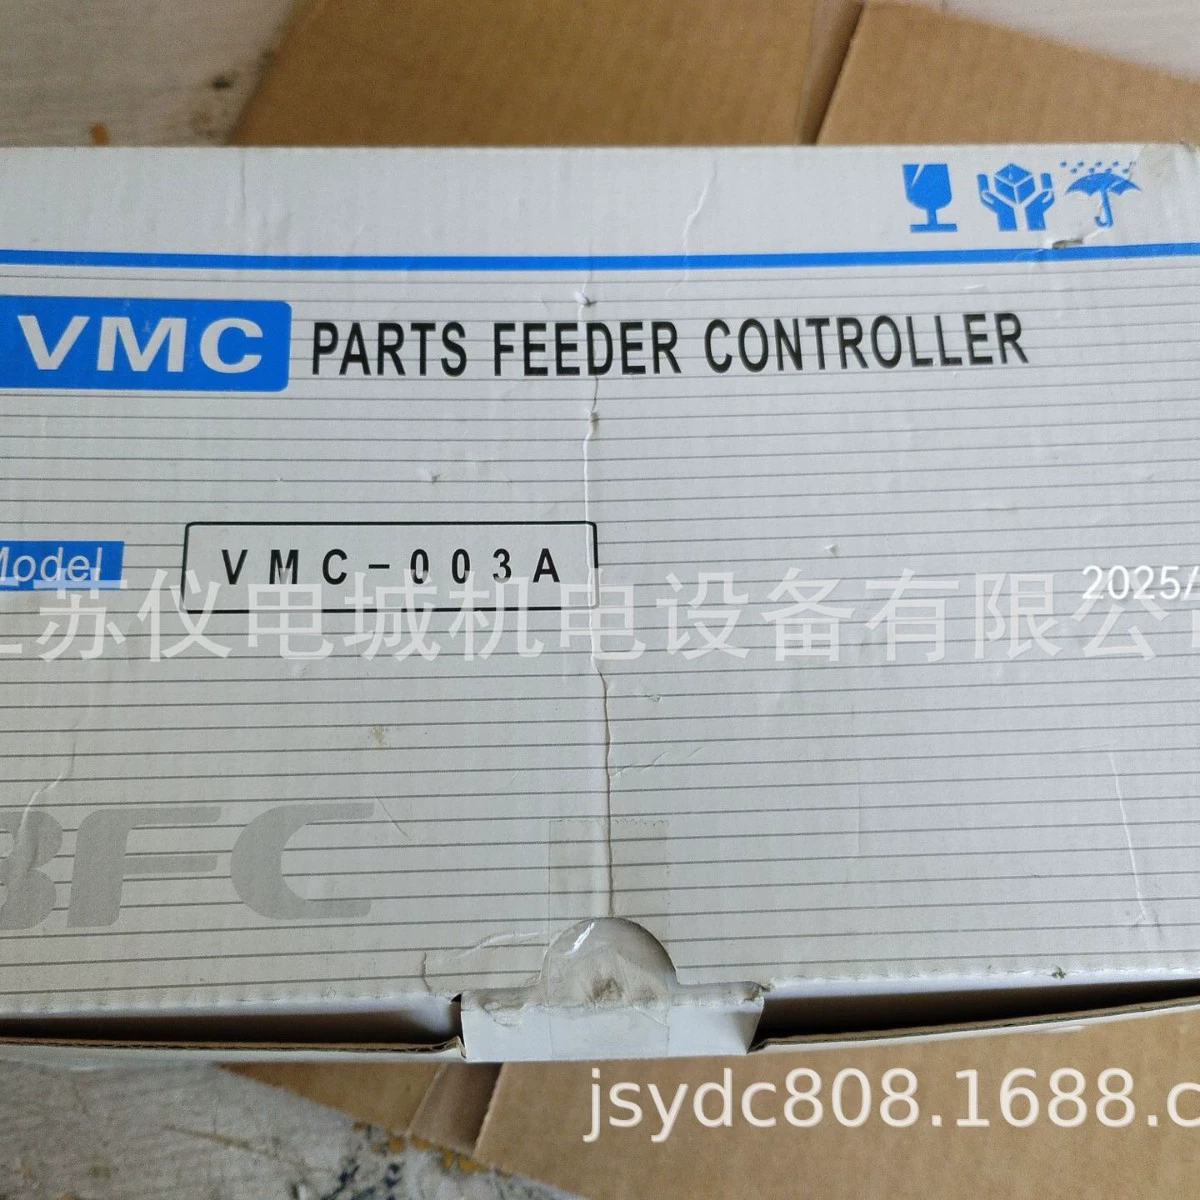 VMC PARTS FEEDER CONTROLLER
Model VMC-003A
2025/
江苏仪电城机电设备有限公
BFC
jsydc808.1688.c